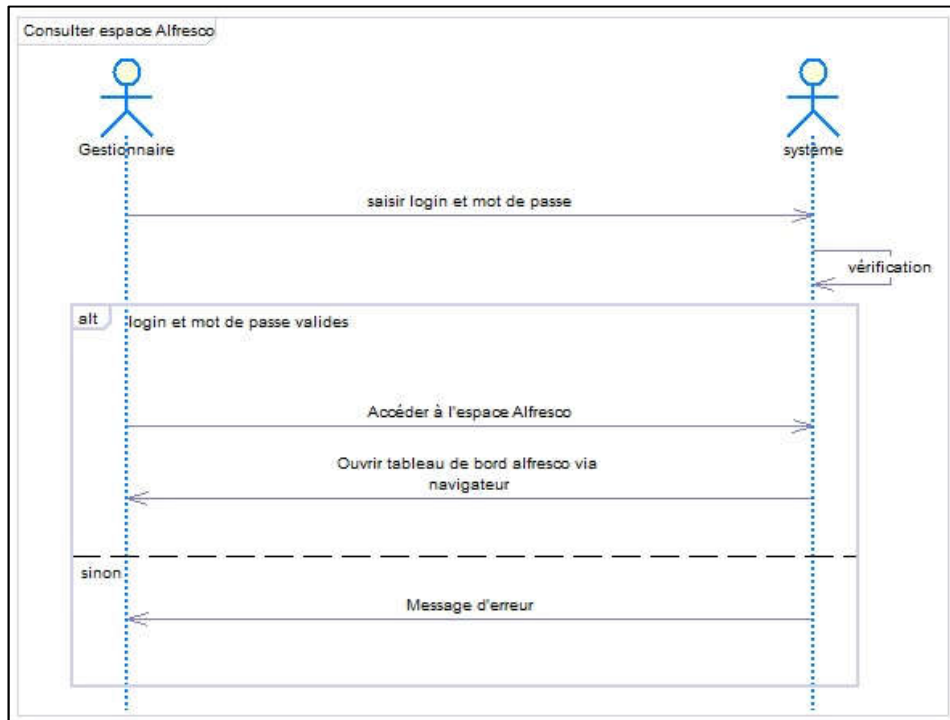 Consulter espace Alfresco
Gestionnaire
système
saisir login et mot de passe
vérification
alt
login et mot de passe valides
Accéder à l'espace Alfresco
Ouvrir tableau de bord alfresco via
navigateur
sinon
Message d'erreur